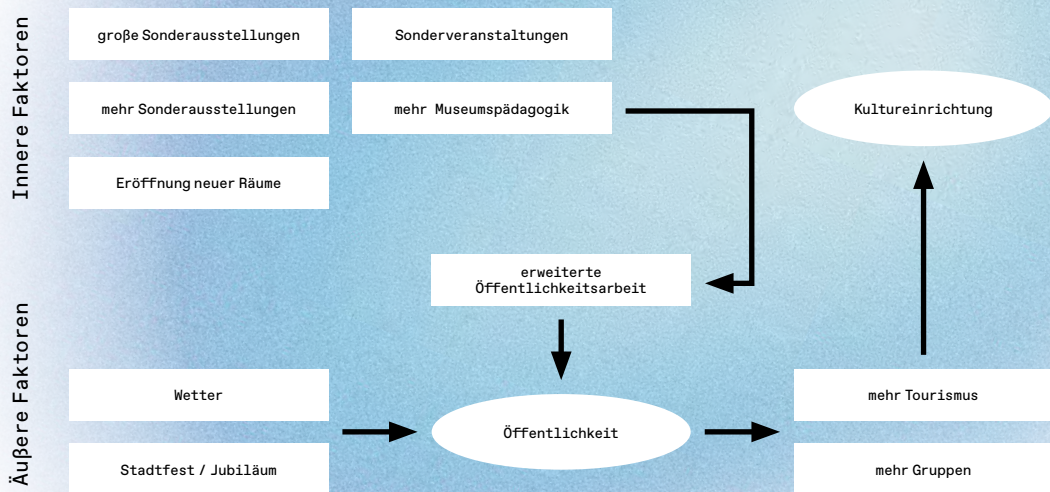 Innere Faktoren
große Sonderausstellungen
Sonderveranstaltungen
mehr Sonderausstellungen
mehr Museumspädagogik
Kultureinrichtung
Eröffnung neuer Räume
erweiterte
Öffentlichkeitsarbeit
Äußere Faktoren
Wetter
mehr Tourismus
Öffentlichkeit
Stadtfest / Jubiläum
mehr Gruppen